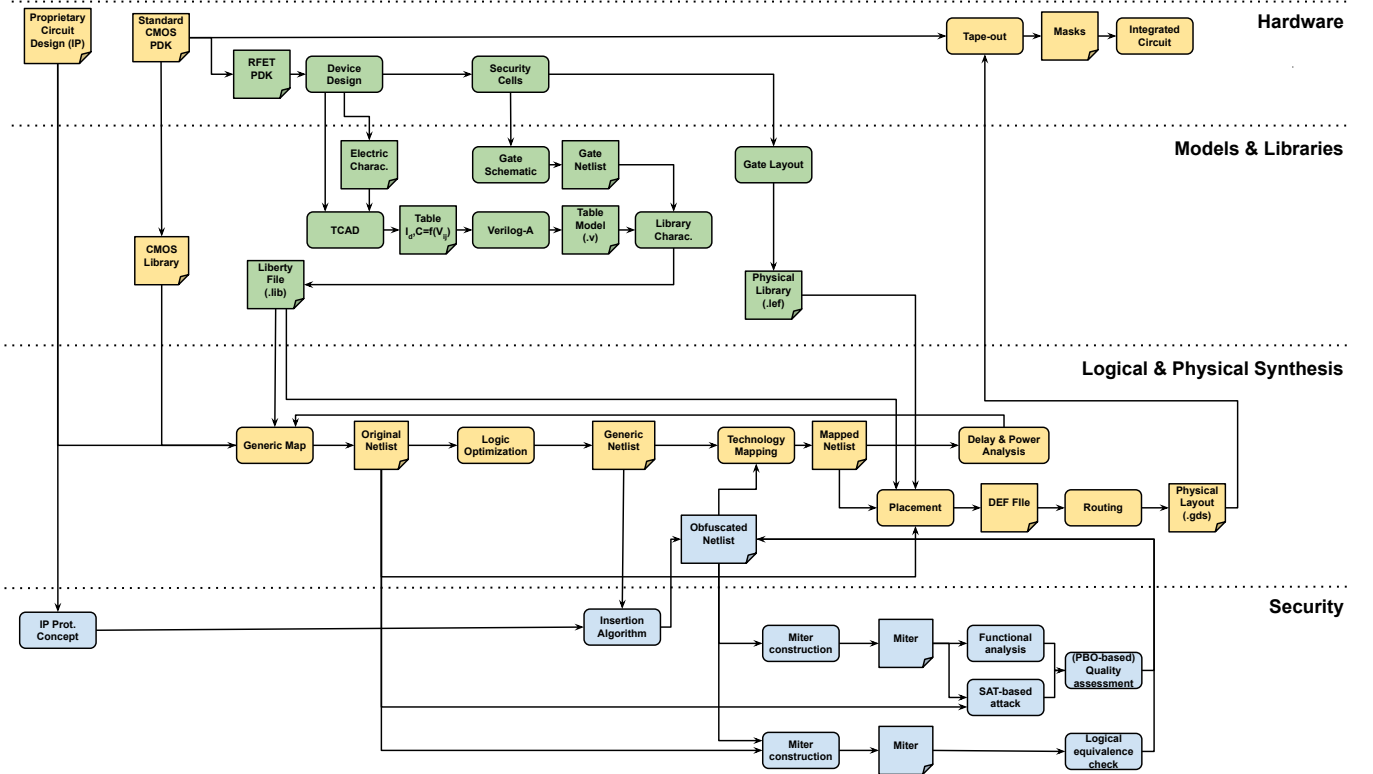 Hardware
Proprietary
Circuit
Design (IP)
Standard
CMOS
PDK
RFET
PDK
Device
Design
Security
Cells
Tape-out
Masks
Integrated
Circuit
Models & Libraries
Electric
Charac.
Gate
Schematic
Gate
Netlist
Gate Layout
TCAD
Table
Id,C=f(Vij)
Verilog-A
Table
Model
(.v)
Library
Charac.
CMOS
Library
Liberty
File
(.lib)
Physical
Library
(.lef)
Logical & Physical Synthesis
Generic Map
Original
Netlist
Logic
Optimization
Generic
Netlist
Technology
Mapping
Mapped
Netlist
Delay & Power
Analysis
Placement
DEF FIle
Routing
Physical
Layout
(.gds)
Obfuscated
Netlist
Security
IP Prot.
Concept
Insertion
Algorithm
Miter
construction
Miter
Functional
analysis
SAT-based
attack
(PBO-based)
Quality
assessment
Miter
construction
Miter
Logical
equivalence
check